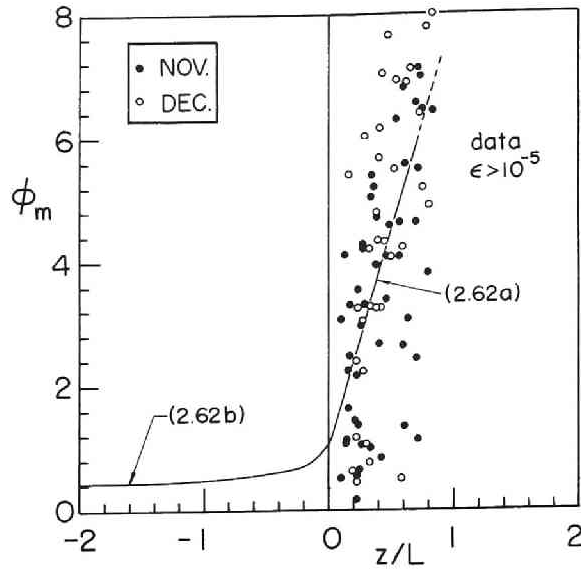 8
6
4
2
0
ϕm
• NOV.
○ DEC.
data
ϵ>10⁻⁵
(2.62a)
(2.62b)
−2
−1
0
1
2
z/L